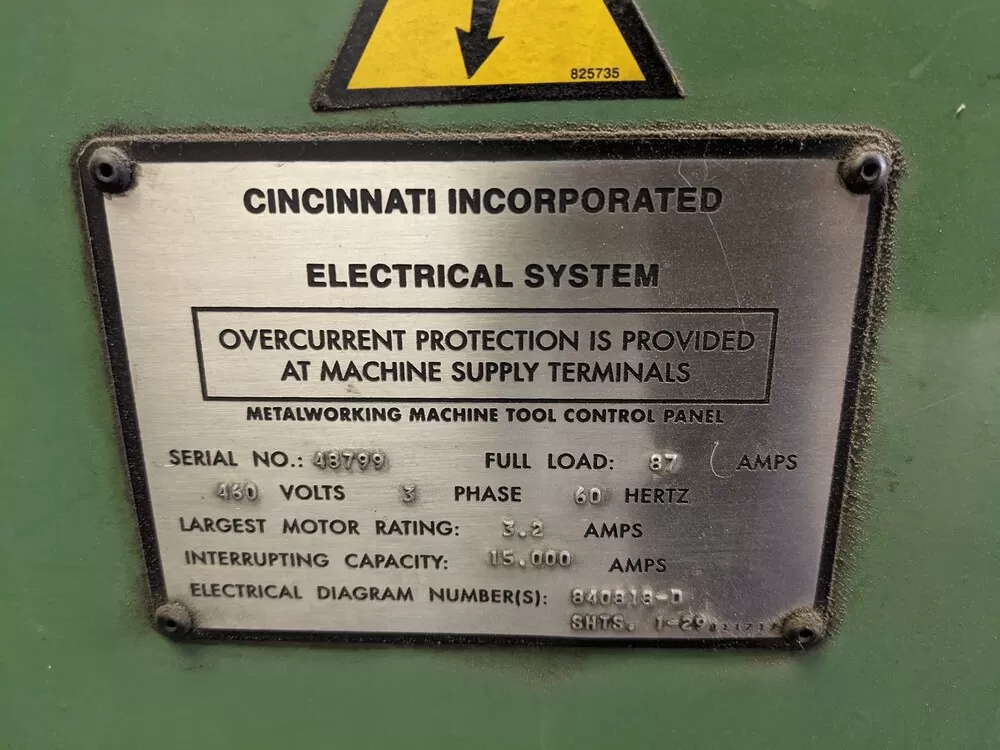 825735
CINCINNATI INCORPORATED
ELECTRICAL SYSTEM
OVERCURRENT PROTECTION IS PROVIDED
AT MACHINE SUPPLY TERMINALS
METALWORKING MACHINE TOOL CONTROL PANEL
SERIAL NO.: 48799 FULL LOAD: 87 AMPS
460 VOLTS 3 PHASE 60 HERTZ
LARGEST MOTOR RATING: 3.2 AMPS
INTERRUPTING CAPACITY: 15.000 AMPS
ELECTRICAL DIAGRAM NUMBER(S): 840818-D
SHTS. 1-29